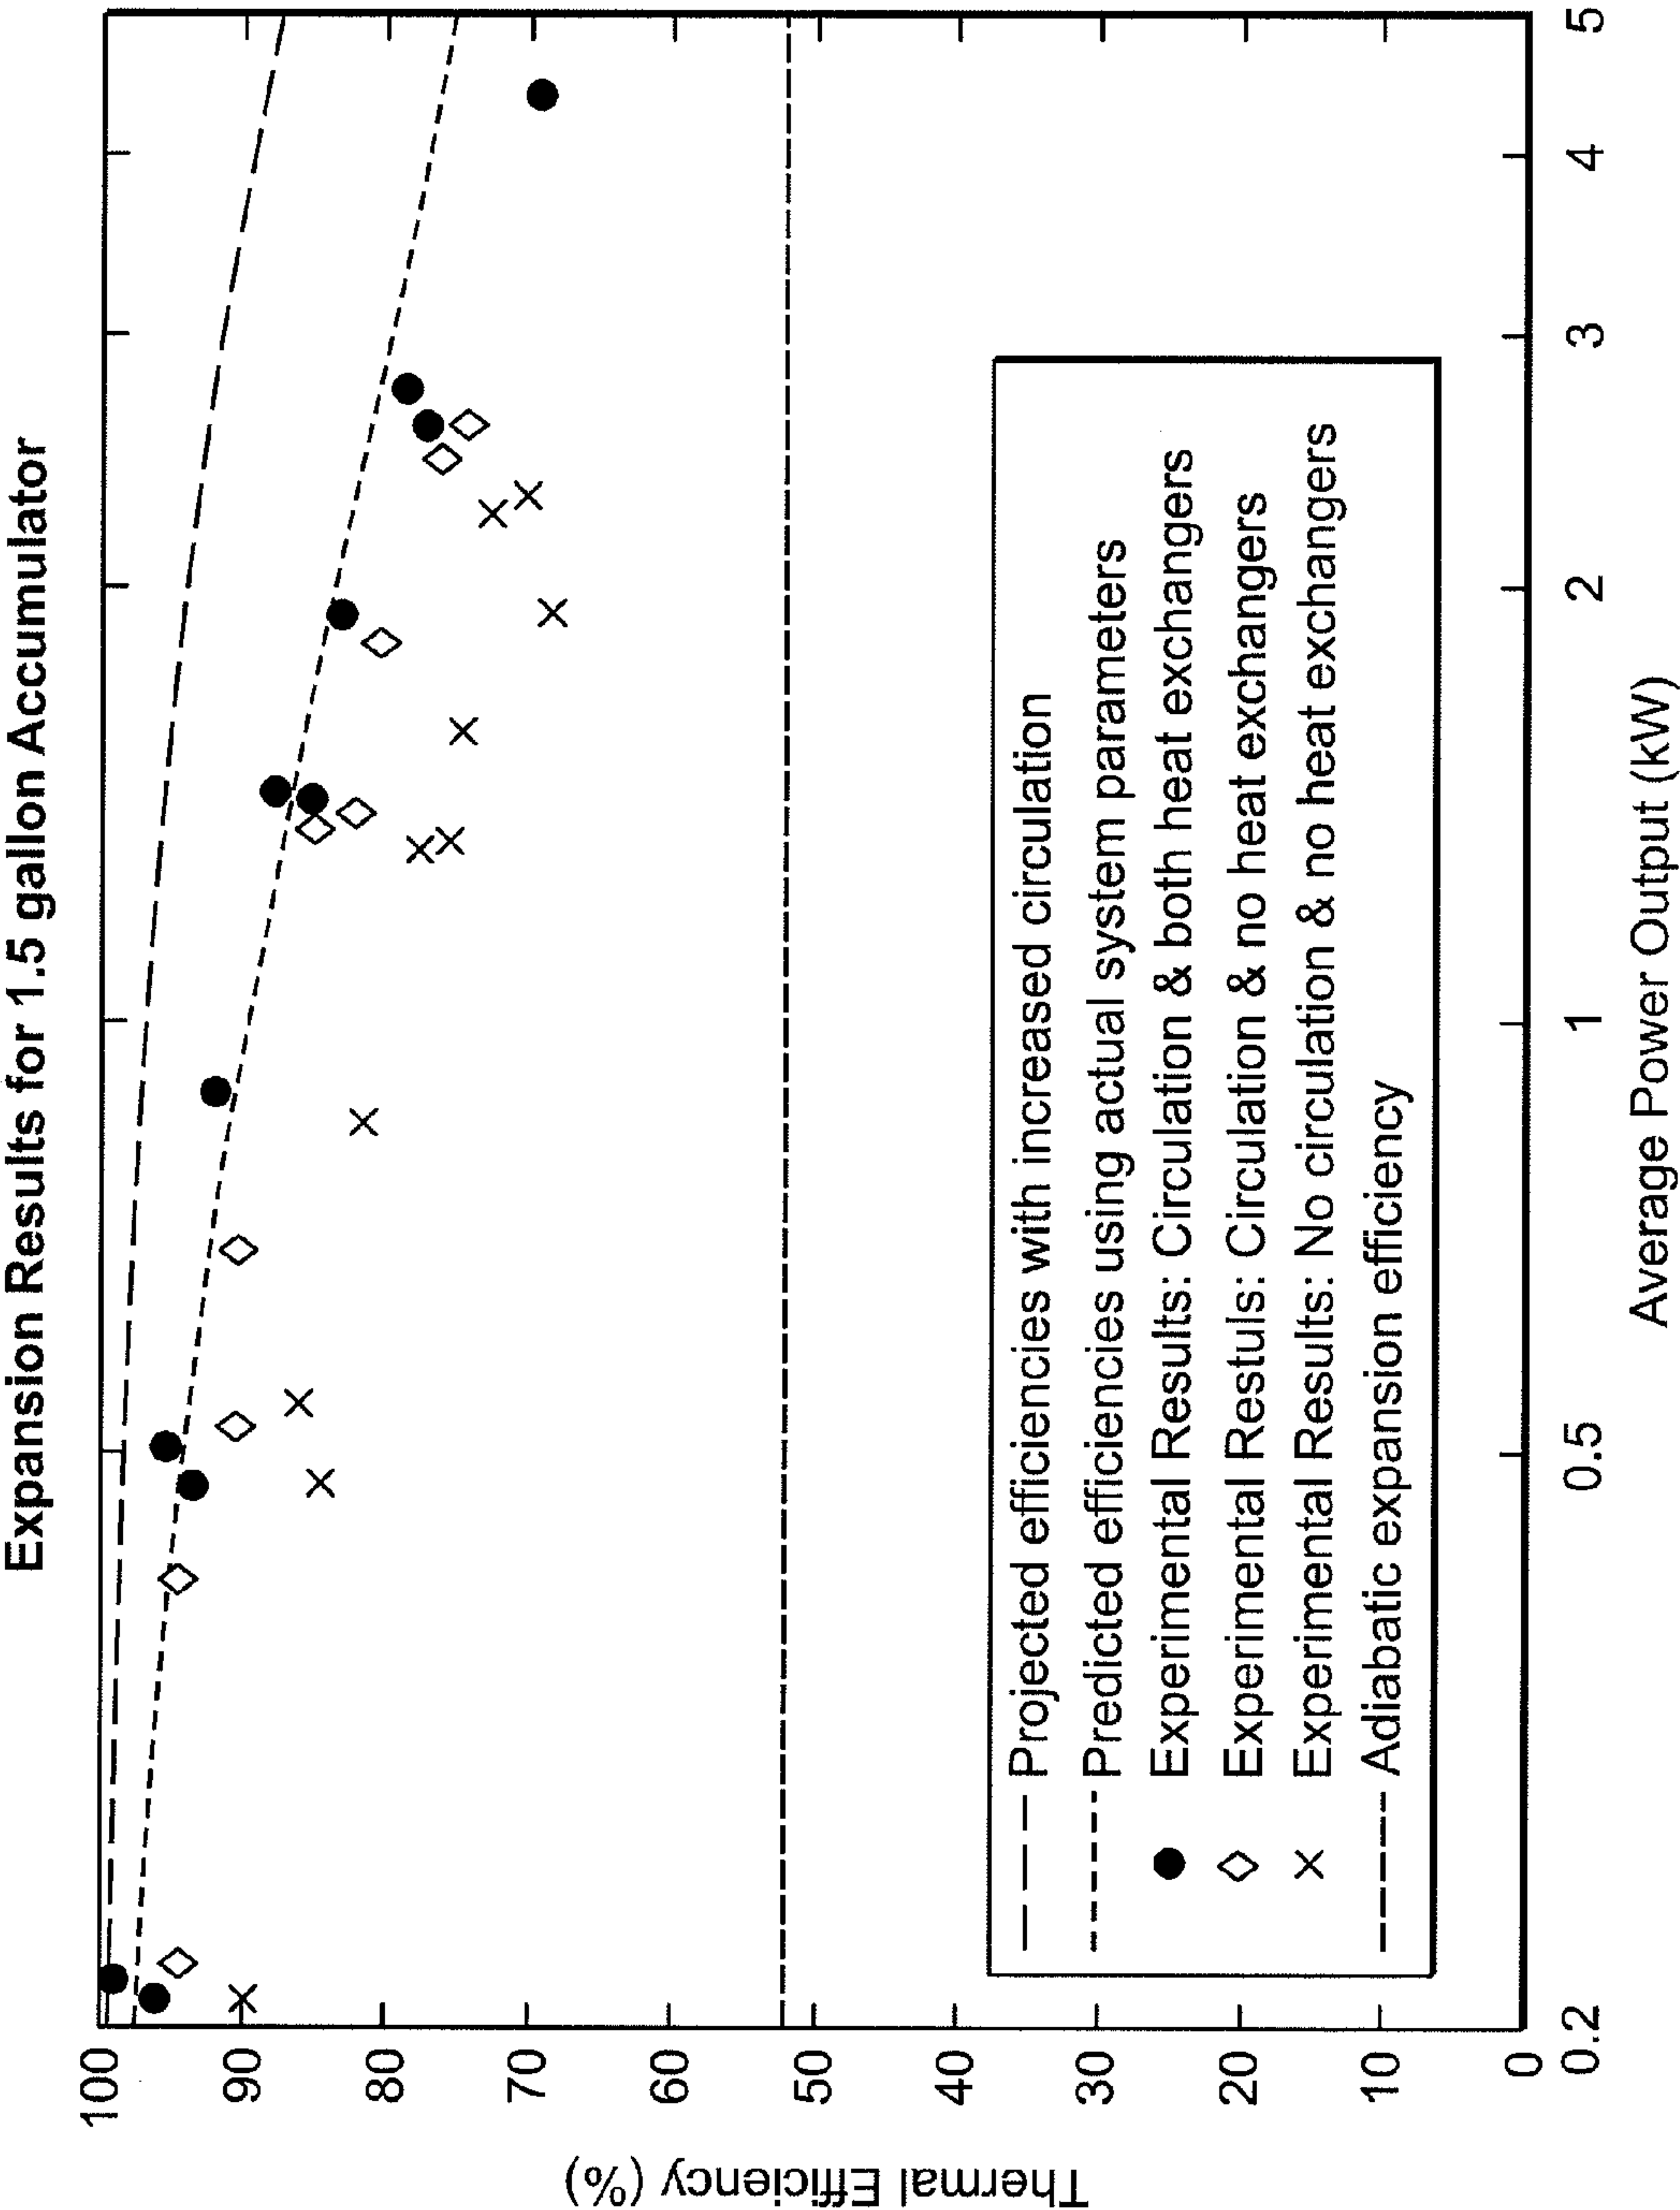 Expansion Results for 1.5 gallon Accumulator
Thermal Efficiency (%)
100
90
80
70
60
50
40
30
20
10
0
Projected efficiencies with increased circulation
Predicted efficiencies using actual system parameters
Experimental Results: Circulation & both heat exchangers
Experimental Restuls: Circulation & no heat exchangers
Experimental Results: No circulation & no heat exchangers
Adiabatic expansion efficiency
0.2
0.5
1
2
3
4
5
Average Power Output (kW)